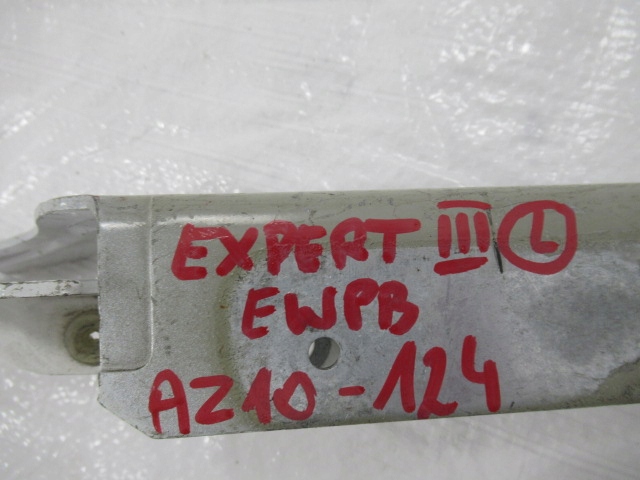 EXPERT III L
EWPB
AZ10-124